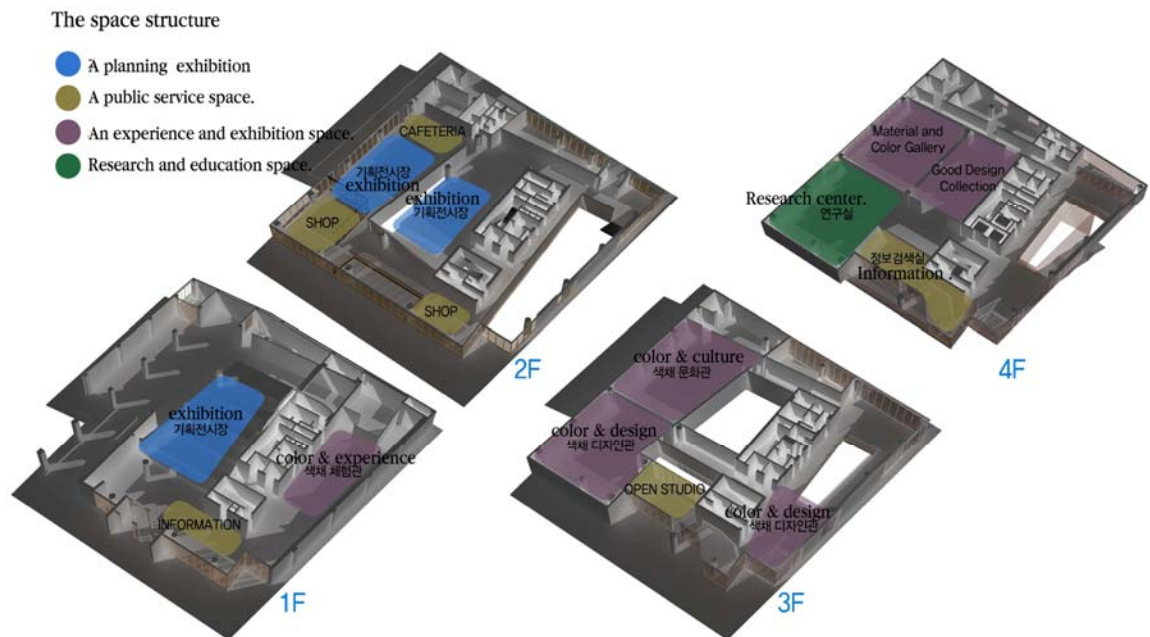 The space structure
A planning exhibition
A public service space.
An experience and exhibition space.
Research and education space.
CAFETERIA
기획전시장
exhibition
exhibition
기획전시장
SHOP
SHOP
2F
Material and
Color Gallery
Good Design
Collection
Research center.
연구실
정보검색실
Information .
4F
exhibition
기획전시장
color & experience
색채 체험관
INFORMATION
1F
color & culture
색채 문화관
color & design
색채 디자인관
OPEN STUDIO
color & design
색채 디자인관
3F